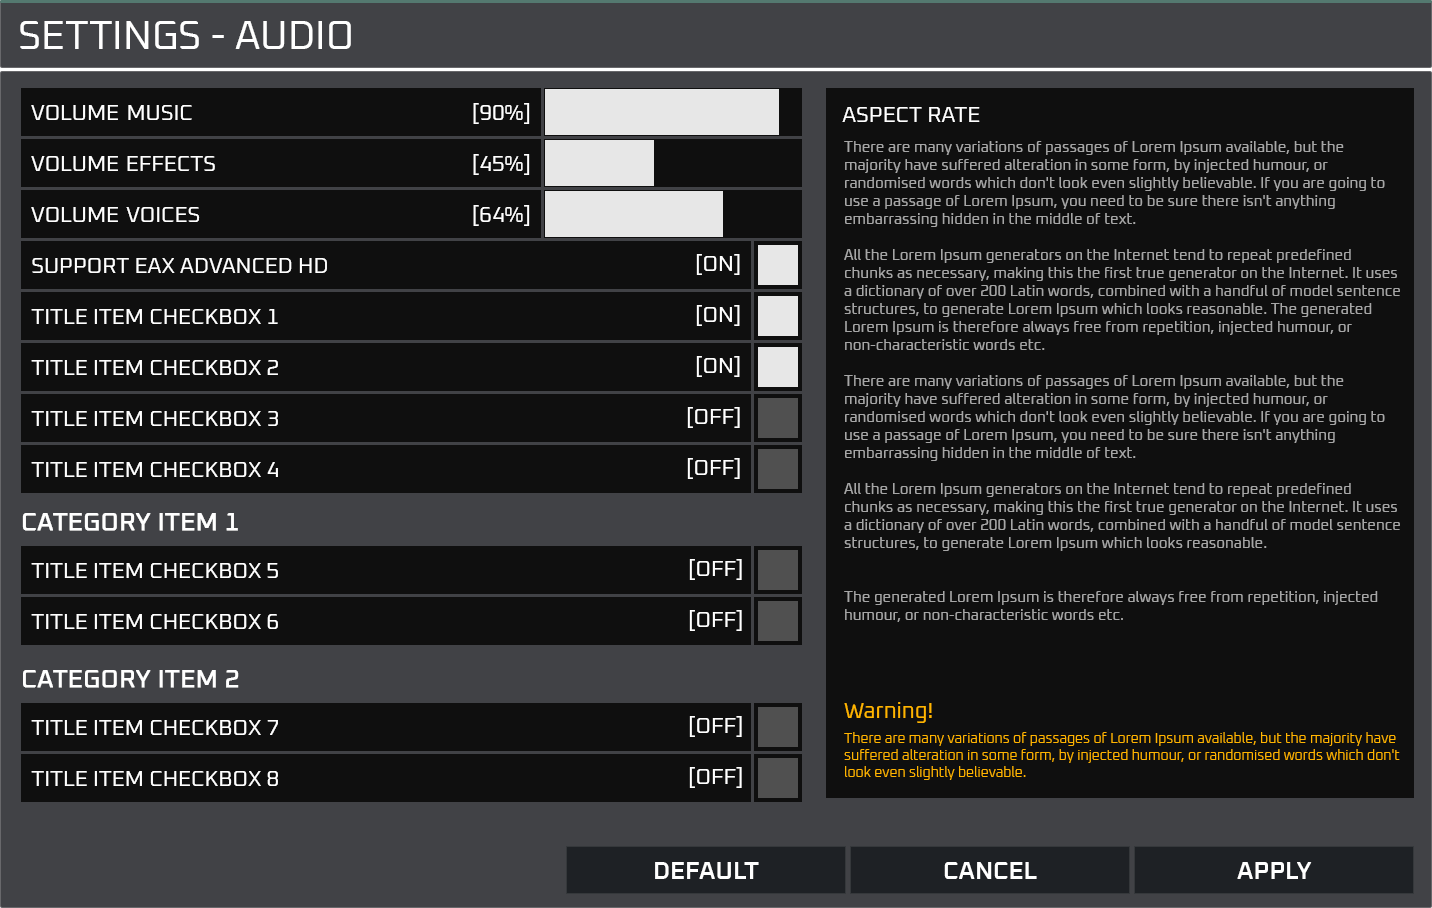 SETTINGS - AUDIO
VOLUME MUSIC [90%]
VOLUME EFFECTS [45%]
VOLUME VOICES [64%]
SUPPORT EAX ADVANCED HD [ON]
TITLE ITEM CHECKBOX 1 [ON]
TITLE ITEM CHECKBOX 2 [ON]
TITLE ITEM CHECKBOX 3 [OFF]
TITLE ITEM CHECKBOX 4 [OFF]
CATEGORY ITEM 1
TITLE ITEM CHECKBOX 5 [OFF]
TITLE ITEM CHECKBOX 6 [OFF]
CATEGORY ITEM 2
TITLE ITEM CHECKBOX 7 [OFF]
TITLE ITEM CHECKBOX 8 [OFF]
ASPECT RATE
There are many variations of passages of Lorem Ipsum available, but the
majority have suffered alteration in some form, by injected humour, or
randomised words which don't look even slightly believable. If you are going to
use a passage of Lorem Ipsum, you need to be sure there isn't anything
embarrassing hidden in the middle of text.
All the Lorem Ipsum generators on the Internet tend to repeat predefined
chunks as necessary, making this the first true generator on the Internet. It uses
a dictionary of over 200 Latin words, combined with a handful of model sentence
structures, to generate Lorem Ipsum which looks reasonable. The generated
Lorem Ipsum is therefore always free from repetition, injected humour, or
non-characteristic words etc.
There are many variations of passages of Lorem Ipsum available, but the
majority have suffered alteration in some form, by injected humour, or
randomised words which don't look even slightly believable. If you are going to
use a passage of Lorem Ipsum, you need to be sure there isn't anything
embarrassing hidden in the middle of text.
All the Lorem Ipsum generators on the Internet tend to repeat predefined
chunks as necessary, making this the first true generator on the Internet. It uses
a dictionary of over 200 Latin words, combined with a handful of model sentence
structures, to generate Lorem Ipsum which looks reasonable.
The generated Lorem Ipsum is therefore always free from repetition, injected
humour, or non-characteristic words etc.
Warning!
There are many variations of passages of Lorem Ipsum available, but the majority have
suffered alteration in some form, by injected humour, or randomised words which don't
look even slightly believable.
DEFAULT CANCEL APPLY